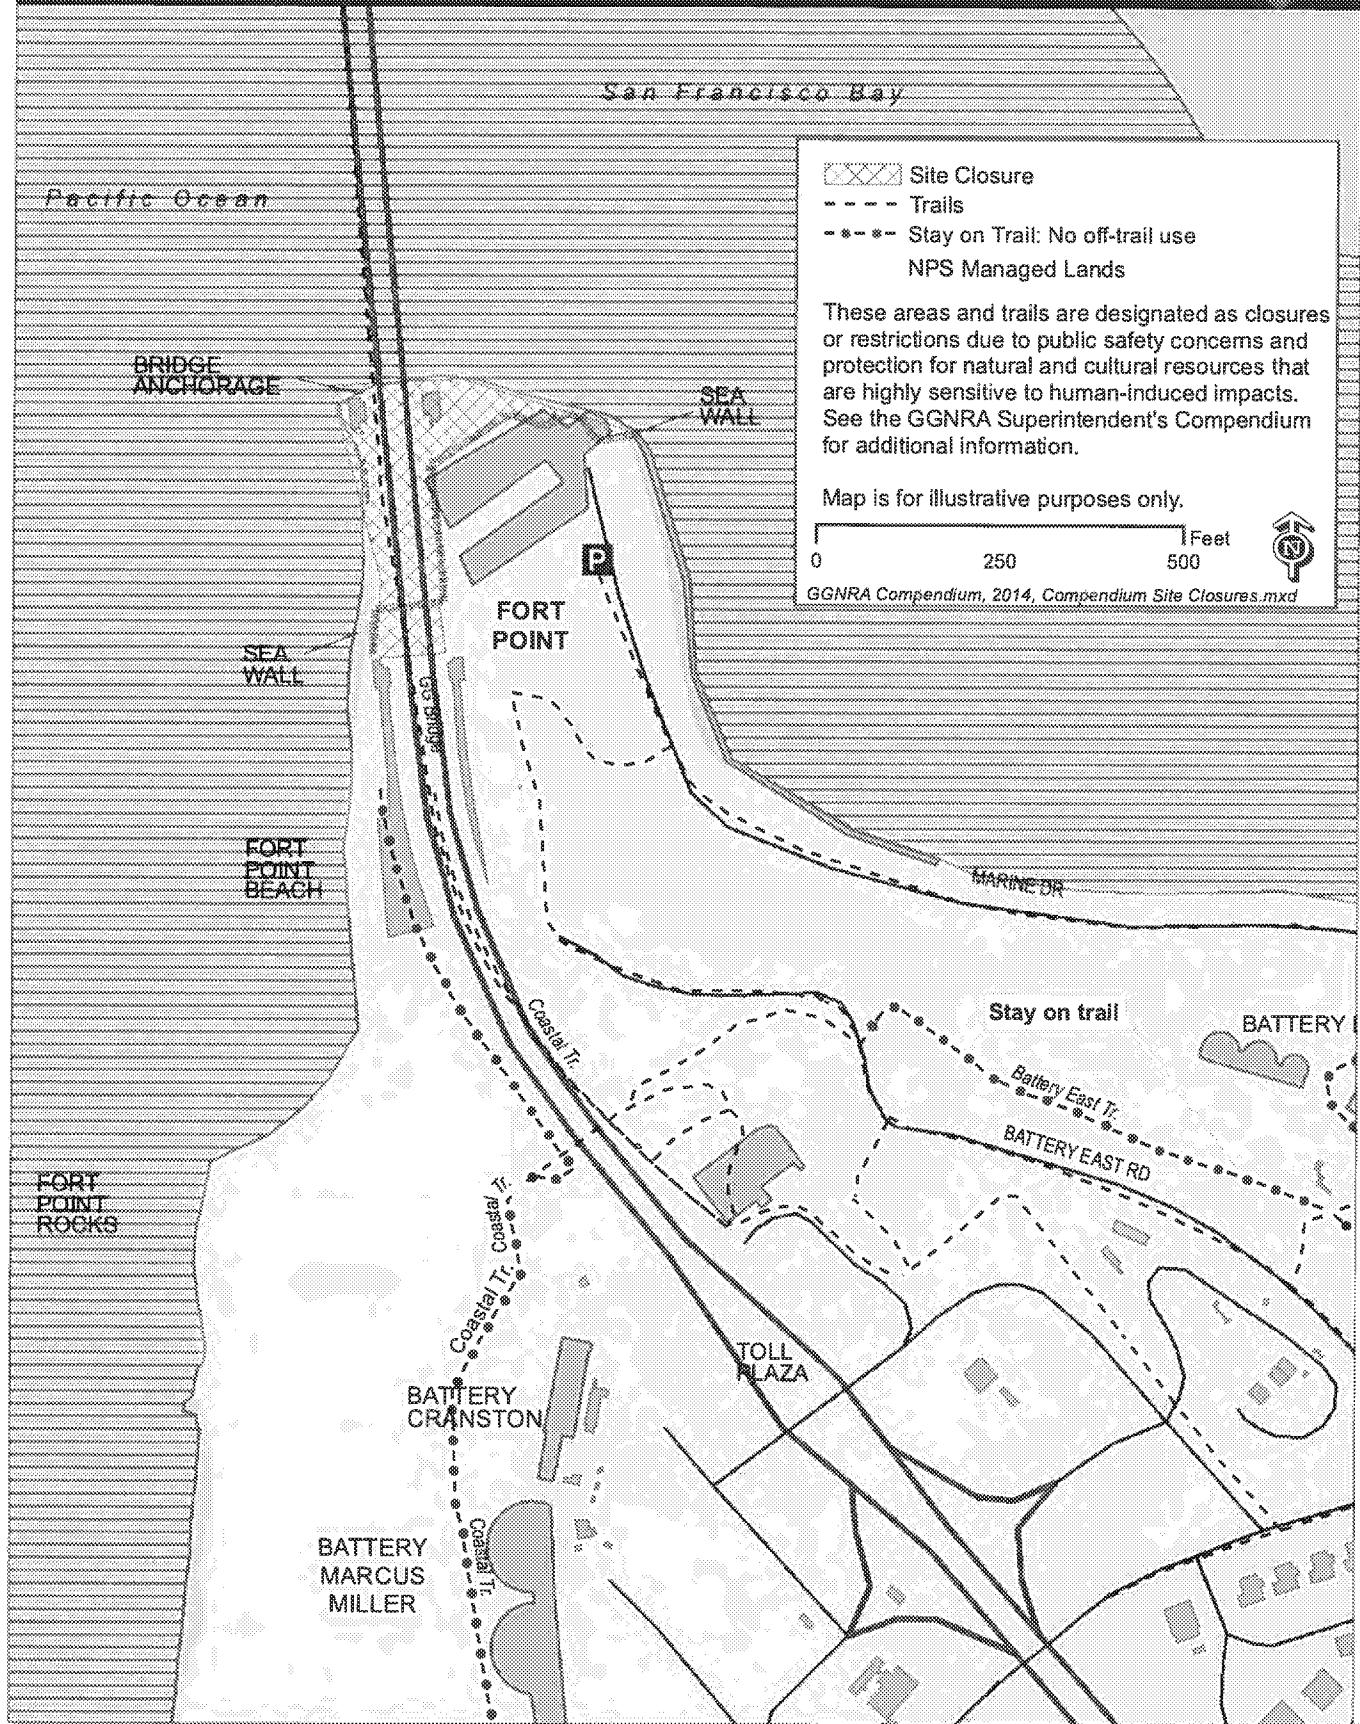 San Francisco Bay
Pacific Ocean
Site Closure
Trails
Stay on Trail: No off-trail use
NPS Managed Lands
These areas and trails are designated as closures
or restrictions due to public safety concerns and
protection for natural and cultural resources that
are highly sensitive to human-induced impacts.
See the GGNRA Superintendent's Compendium
for additional information.
Map is for illustrative purposes only.
Feet
0 250 500
N
GGNRA Compendium, 2014, Compendium Site Closures.mxd
BRIDGE
ANCHORAGE
SEA
WALL
P
FORT
POINT
SEA
WALL
GG Bridge
FORT
POINT
BEACH
MARINE DR
Coastal Tr.
Stay on trail
BATTERY
Battery East Tr.
BATTERY EAST RD
FORT
POINT
ROCKS
Coastal Tr.
Coastal Tr.
TOLL
PLAZA
BATTERY
CRANSTON
Coastal Tr.
BATTERY
MARCUS
MILLER